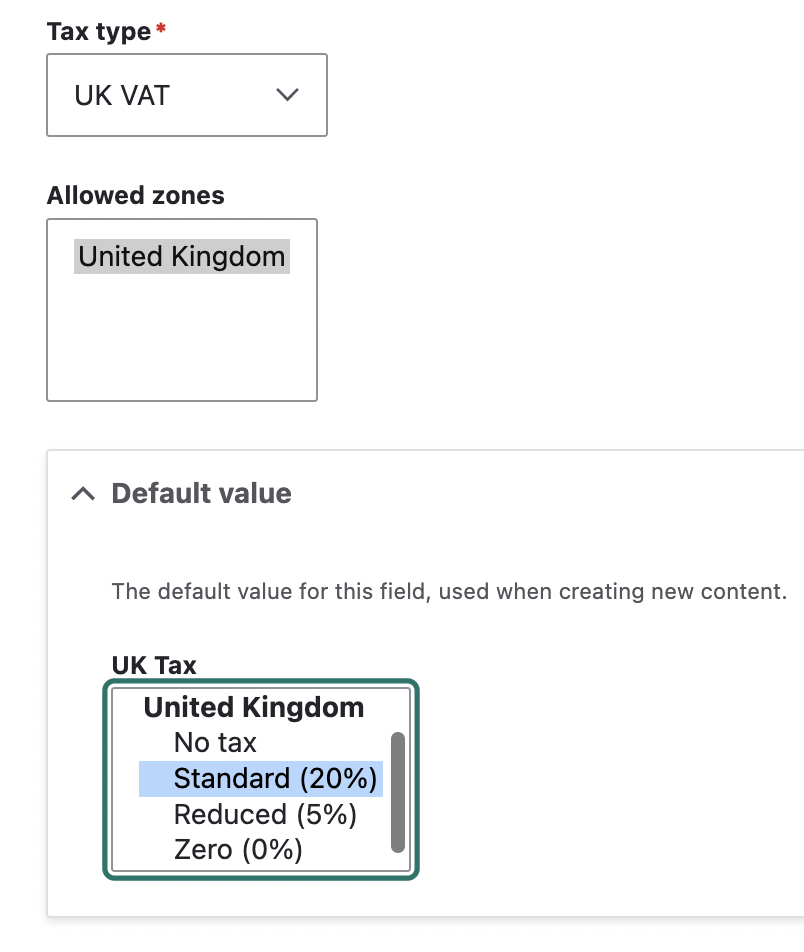 Tax type*
UK VAT
Allowed zones
United Kingdom
Default value
The default value for this field, used when creating new content.
UK Tax
United Kingdom
No tax
Standard (20%)
Reduced (5%)
Zero (0%)